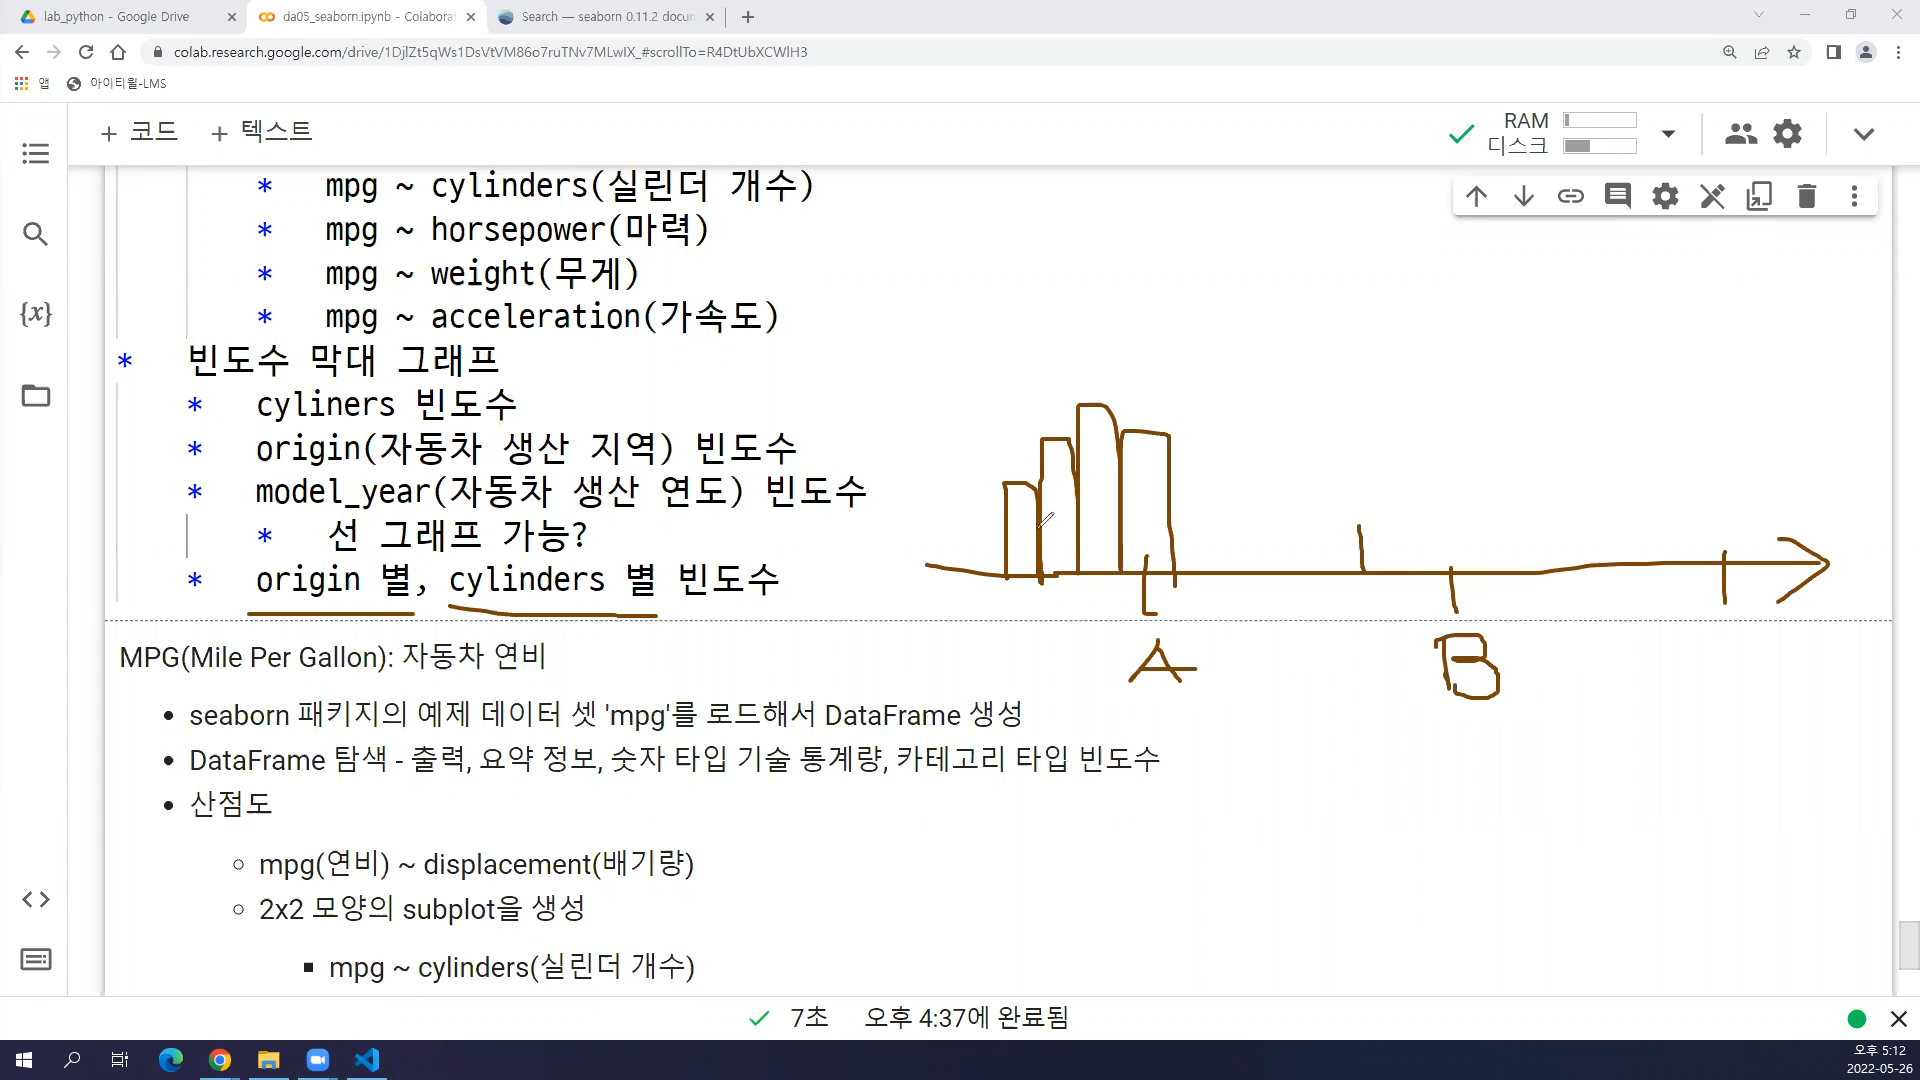 lab_python - Google Drive
da05_seaborn.ipynb - Colabora
Search — seaborn 0.11.2 docum
colab.research.google.com/drive/1DjlZt5qWs1DsVtVM86o7ruTNv7MLwIX_#scrollTo=R4DtUbXCWlH3
앱
아이티윌-LMS
+ 코드
+ 텍스트
RAM
디스크
* mpg ~ cylinders(실린더 개수)
* mpg ~ horsepower(마력)
* mpg ~ weight(무게)
* mpg ~ acceleration(가속도)
* 빈도수 막대 그래프
* cyliners 빈도수
* origin(자동차 생산 지역) 빈도수
* model_year(자동차 생산 연도) 빈도수
* 선 그래프 가능?
* origin 별, cylinders 별 빈도수
A
B
MPG(Mile Per Gallon): 자동차 연비
• seaborn 패키지의 예제 데이터 셋 'mpg'를 로드해서 DataFrame 생성
• DataFrame 탐색 - 출력, 요약 정보, 숫자 타입 기술 통계량, 카테고리 타입 빈도수
• 산점도
◦ mpg(연비) ~ displacement(배기량)
◦ 2x2 모양의 subplot을 생성
▪ mpg ~ cylinders(실린더 개수)
7초 오후 4:37에 완료됨
오후 5:12
2022-05-26